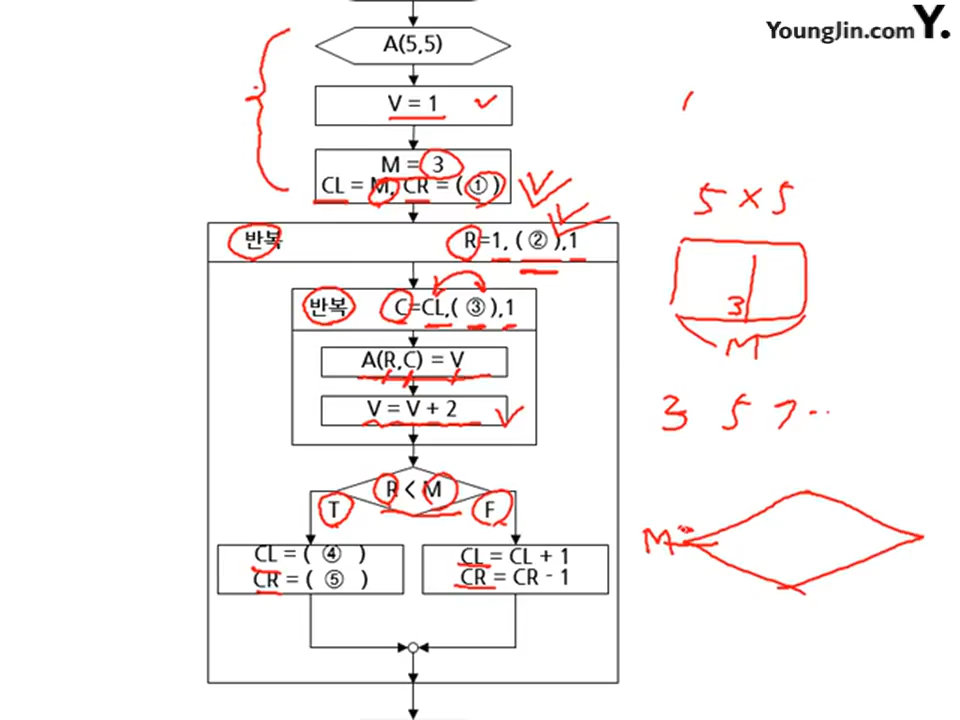 YoungJin.com Y.
A(5,5)
V = 1
M = 3
CL = M, CR = ( ① )
5 × 5
반복 R=1, ( ② ),1
반복 C=CL,( ③ ),1
3
M
A(R,C) = V
V = V + 2
3 5 7 ...
R < M
T F
M
CL = ( ④ )
CR = ( ⑤ )
CL = CL + 1
CR = CR - 1